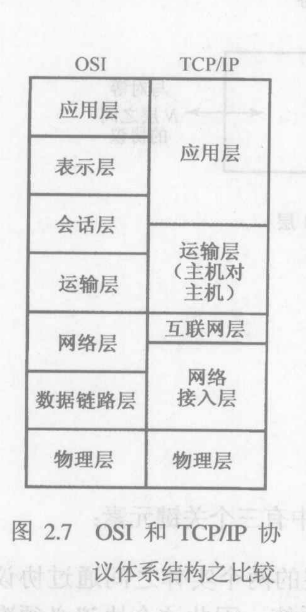 OSI TCP/IP
应用层
表示层
会话层
运输层
网络层
数据链路层
物理层
应用层
运输层
（主机对
主机）
互联网层
网络
接入层
物理层
图 2.7 OSI 和 TCP/IP 协
议体系结构之比较